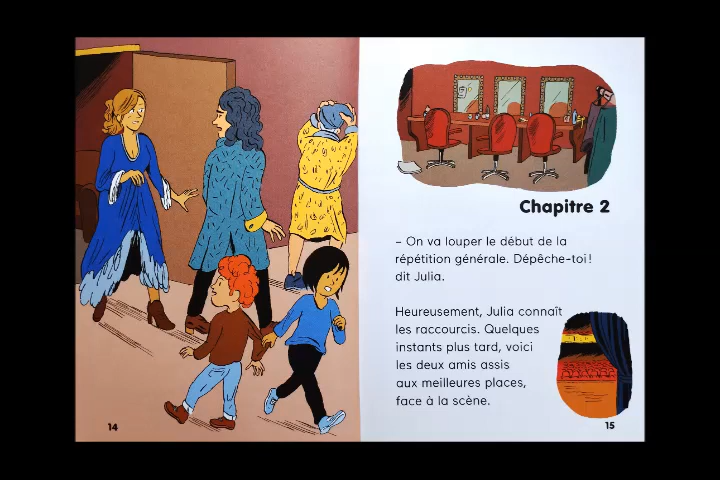 14
Chapitre 2
– On va louper le début de la
répétition générale. Dépêche-toi!
dit Julia.
Heureusement, Julia connaît
les raccourcis. Quelques
instants plus tard, voici
les deux amis assis
aux meilleures places,
face à la scène.
15